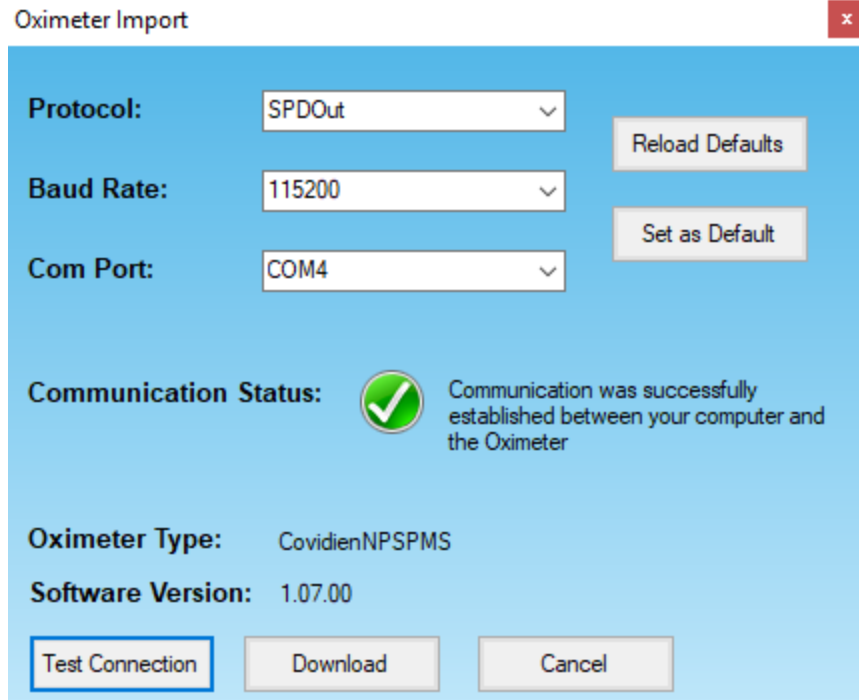 Oximeter Import
x
Protocol: SPDOut
Reload Defaults
Baud Rate: 115200
Set as Default
Com Port: COM4
Communication Status:
Communication was successfully
established between your computer and
the Oximeter
Oximeter Type: CovidienNPSPMS
Software Version: 1.07.00
Test Connection Download Cancel